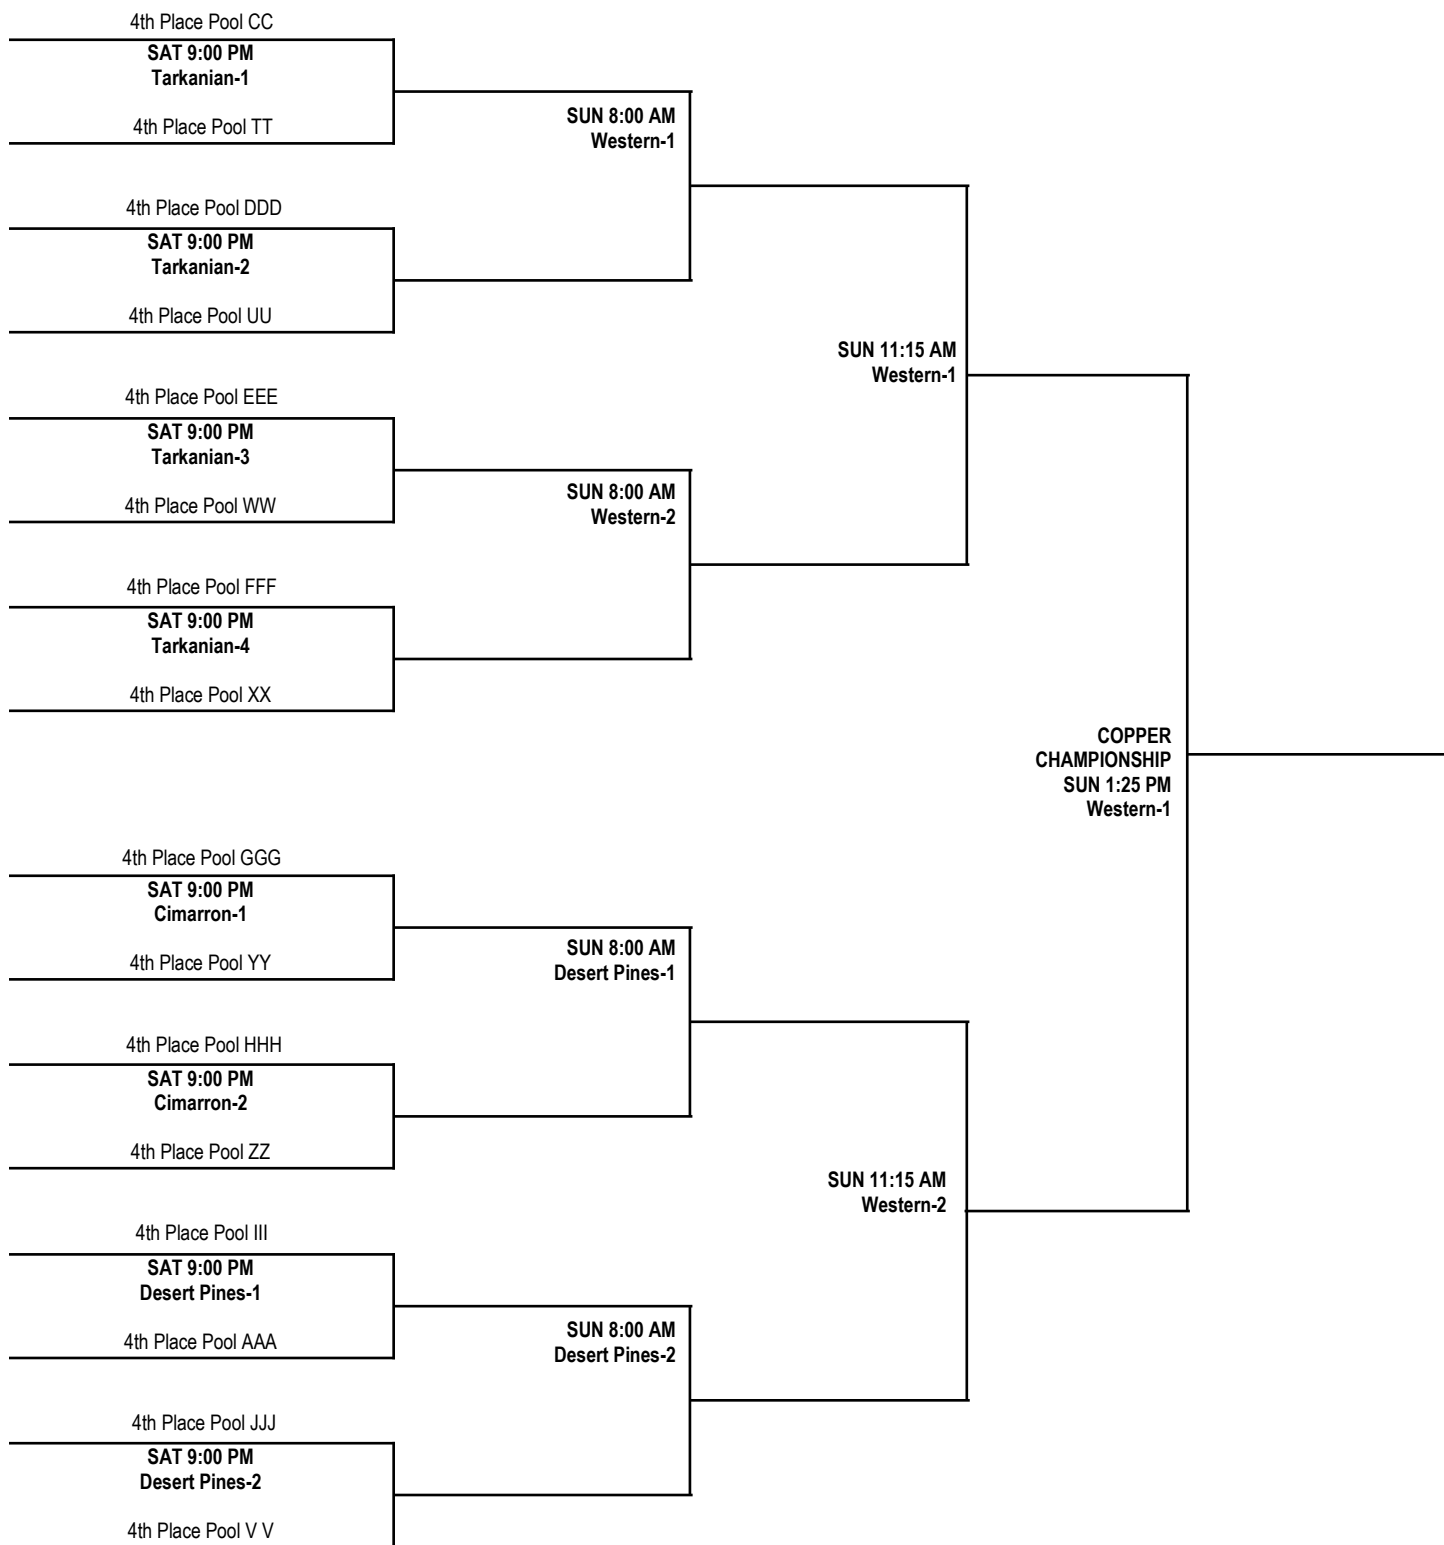 4th Place Pool CC
SAT 9:00 PM
Tarkanian-1
4th Place Pool TT
SUN 8:00 AM
Western-1
4th Place Pool DDD
SAT 9:00 PM
Tarkanian-2
4th Place Pool UU
SUN 11:15 AM
Western-1
4th Place Pool EEE
SAT 9:00 PM
Tarkanian-3
4th Place Pool WW
SUN 8:00 AM
Western-2
4th Place Pool FFF
SAT 9:00 PM
Tarkanian-4
4th Place Pool XX
COPPER
CHAMPIONSHIP
SUN 1:25 PM
Western-1
4th Place Pool GGG
SAT 9:00 PM
Cimarron-1
4th Place Pool YY
SUN 8:00 AM
Desert Pines-1
4th Place Pool HHH
SAT 9:00 PM
Cimarron-2
4th Place Pool ZZ
SUN 11:15 AM
Western-2
4th Place Pool III
SAT 9:00 PM
Desert Pines-1
4th Place Pool AAA
SUN 8:00 AM
Desert Pines-2
4th Place Pool JJJ
SAT 9:00 PM
Desert Pines-2
4th Place Pool V V